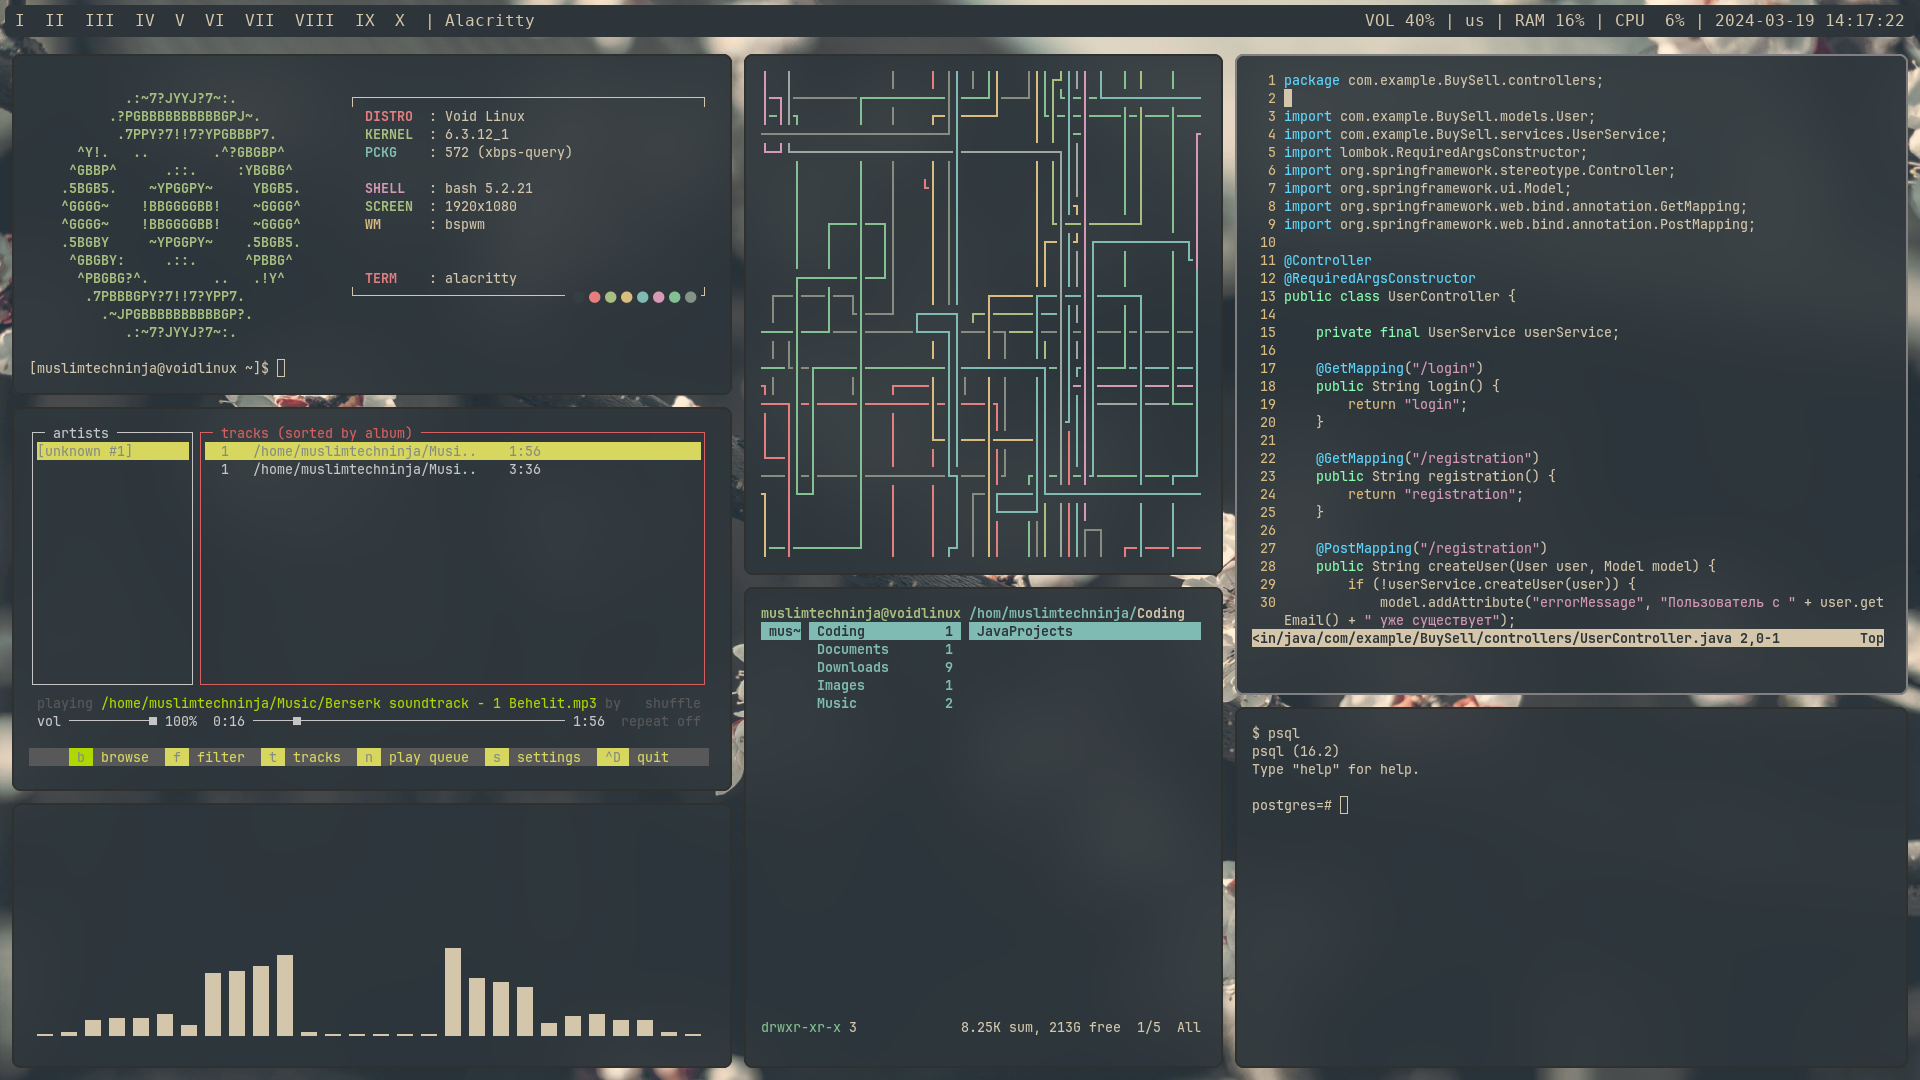 I II III IV V VI VII VIII IX X | Alacritty
VOL 40% | us | RAM 16% | CPU 6% | 2024-03-19 14:17:22
.:~7?JYYJ?7~:.
.?PGBBBBBBBBBBGPJ~.
.7PPY?7!!7?YPGBBBP7.
^Y!. .. .^?GBGBP^
^GBBP^ .::. :YBGBG^
.5BGB5. ~YPGGPY~ YBGB5.
^GGGG~ !BBGGGGBB! ~GGGG^
^GGGG~ !BBGGGGBB! ~GGGG^
.5BGBY ~YPGGPY~ .5BGB5.
^GBGBY: .::. ^PBBG^
^PBGBG?^. .. .!Y^
.7PBBBGPY?7!!7?YPP7.
.~JPGBBBBBBBBBBGP?.
.:~7?JYYJ?7~:.
DISTRO : Void Linux
KERNEL : 6.3.12_1
PCKG : 572 (xbps-query)
SHELL : bash 5.2.21
SCREEN : 1920x1080
WM : bspwm
TERM : alacritty
[muslimtechninja@voidlinux ~]$
artists
[unknown #1]
tracks (sorted by album)
1 /home/muslimtechninja/Musi.. 1:56
1 /home/muslimtechninja/Musi.. 3:36
playing /home/muslimtechninja/Music/Berserk soundtrack - 1 Behelit.mp3 by shuffle
vol 100% 0:16 1:56 repeat off
b browse f filter t tracks n play queue s settings ^D quit
muslimtechninja@voidlinux /hom/muslimtechninja/Coding
mus~ Coding 1 JavaProjects
Documents 1
Downloads 9
Images 1
Music 2
drwxr-xr-x 3 8.25K sum, 213G free 1/5 All
1 package com.example.BuySell.controllers;
2
3 import com.example.BuySell.models.User;
4 import com.example.BuySell.services.UserService;
5 import lombok.RequiredArgsConstructor;
6 import org.springframework.stereotype.Controller;
7 import org.springframework.ui.Model;
8 import org.springframework.web.bind.annotation.GetMapping;
9 import org.springframework.web.bind.annotation.PostMapping;
10
11 @Controller
12 @RequiredArgsConstructor
13 public class UserController {
14
15 private final UserService userService;
16
17 @GetMapping("/login")
18 public String login() {
19 return "login";
20 }
21
22 @GetMapping("/registration")
23 public String registration() {
24 return "registration";
25 }
26
27 @PostMapping("/registration")
28 public String createUser(User user, Model model) {
29 if (!userService.createUser(user)) {
30 model.addAttribute("errorMessage", "Пользователь с " + user.get
Email() + " уже существует");
<in/java/com/example/BuySell/controllers/UserController.java 2,0-1 Top
$ psql
psql (16.2)
Type "help" for help.
postgres=#